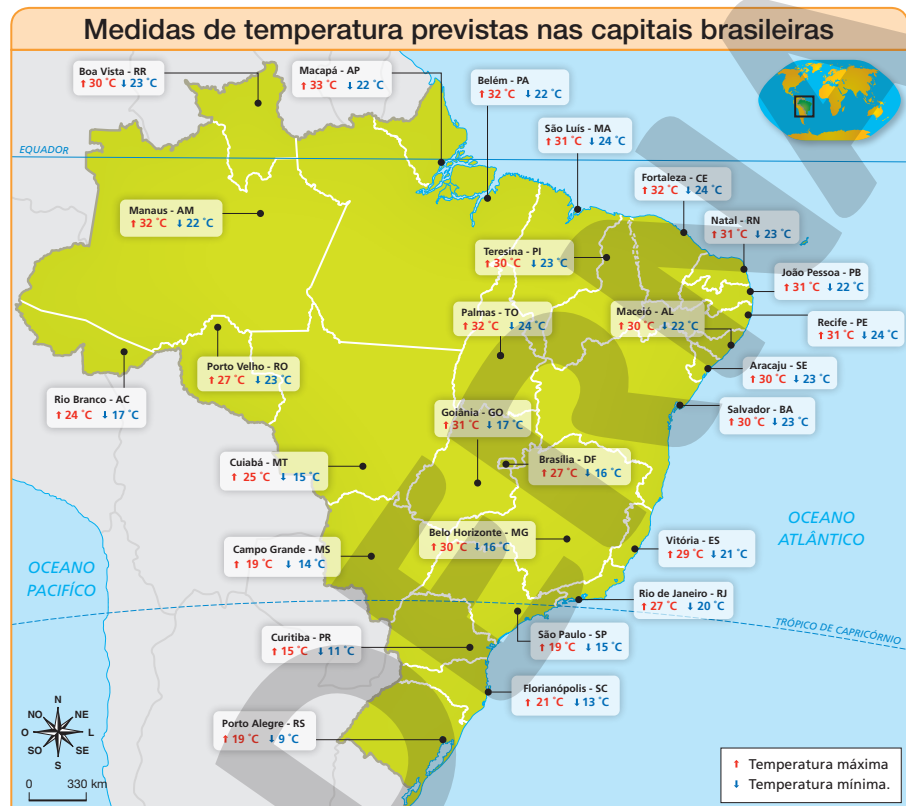 Medidas de temperatura previstas nas capitais brasileiras
Boa Vista - RR
↑ 30 °C ↓ 23 °C
Macapá - AP
↑ 33 °C ↓ 22 °C
Belém - PA
↑ 32 °C ↓ 22 °C
São Luís - MA
↑ 31 °C ↓ 24 °C
EQUADOR
Fortaleza - CE
↑ 32 °C ↓ 24 °C
Manaus - AM
↑ 32 °C ↓ 22 °C
Natal - RN
↑ 31 °C ↓ 23 °C
Teresina - PI
↑ 30 °C ↓ 23 °C
João Pessoa - PB
↑ 31 °C ↓ 22 °C
Palmas - TO
↑ 32 °C ↓ 24 °C
Maceió - AL
↑ 30 °C ↓ 22 °C
Recife - PE
↑ 31 °C ↓ 24 °C
Porto Velho - RO
↑ 27 °C ↓ 23 °C
Aracaju - SE
↑ 30 °C ↓ 23 °C
Rio Branco - AC
↑ 24 °C ↓ 17 °C
Goiânia - GO
↑ 31 °C ↓ 17 °C
Salvador - BA
↑ 30 °C ↓ 23 °C
Cuiabá - MT
↑ 25 °C ↓ 15 °C
Brasília - DF
↑ 27 °C ↓ 16 °C
Belo Horizonte - MG
↑ 30 °C ↓ 16 °C
OCEANO
ATLÂNTICO
Campo Grande - MS
↑ 19 °C ↓ 14 °C
Vitória - ES
↑ 29 °C ↓ 21 °C
OCEANO
PACIFÍCO
Rio de Janeiro - RJ
↑ 27 °C ↓ 20 °C
TRÓPICO DE CAPRICÓRNIO
Curitiba - PR
↑ 15 °C ↓ 11 °C
São Paulo - SP
↑ 19 °C ↓ 15 °C
Florianópolis - SC
↑ 21 °C ↓ 13 °C
Porto Alegre - RS
↑ 19 °C ↓ 9 °C
N
NO NE
O L
SO SE
S
0 330 km
↑ Temperatura máxima
↓ Temperatura mínima.